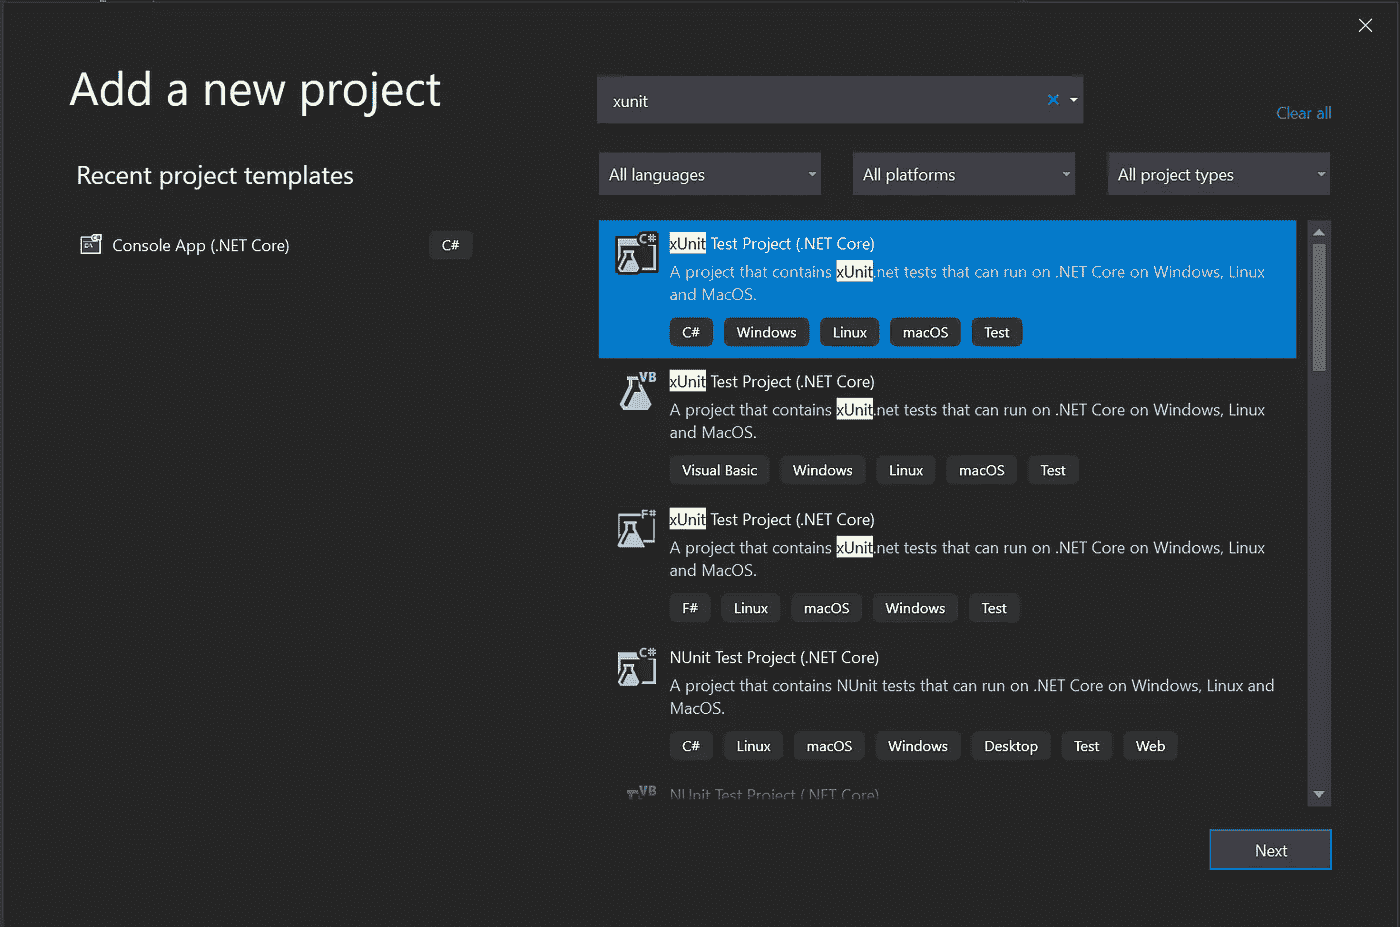 Add a new project
xunit
Clear all
Recent project templates
All languages
All platforms
All project types
Console App (.NET Core)
C#
C#
xUnit Test Project (.NET Core)
A project that contains xUnit.net tests that can run on .NET Core on Windows, Linux
and MacOS.
C#
Windows
Linux
macOS
Test
VB
xUnit Test Project (.NET Core)
A project that contains xUnit.net tests that can run on .NET Core on Windows, Linux
and MacOS.
Visual Basic
Windows
Linux
macOS
Test
F#
xUnit Test Project (.NET Core)
A project that contains xUnit.net tests that can run on .NET Core on Windows, Linux
and MacOS.
F#
Linux
macOS
Windows
Test
C#
NUnit Test Project (.NET Core)
A project that contains NUnit tests that can run on .NET Core on Windows, Linux and
MacOS.
C#
Linux
macOS
Windows
Desktop
Test
Web
VB
NUnit Test Project (.NET Core)
Next